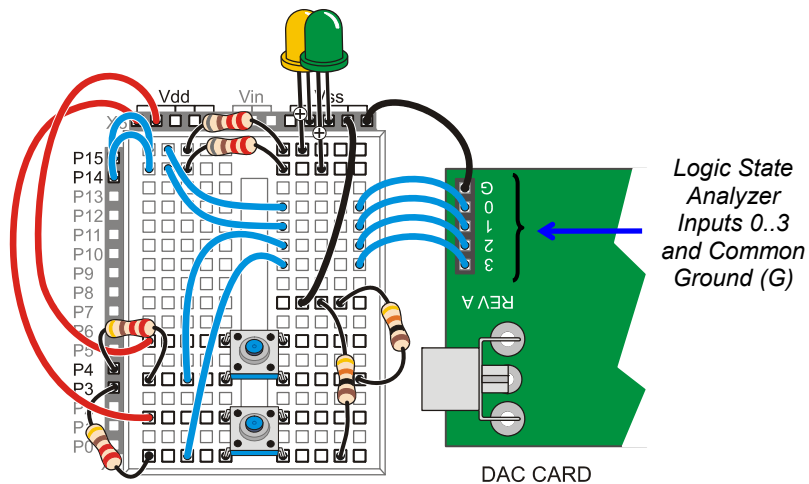 Vdd
Vin
Vss
P15
P14
P13
P12
P11
P10
P9
P8
P7
P6
P5
P4
P3
P0
G
0
1
2
3
REV A
Logic State
Analyzer
Inputs 0..3
and Common
Ground (G)
DAC CARD